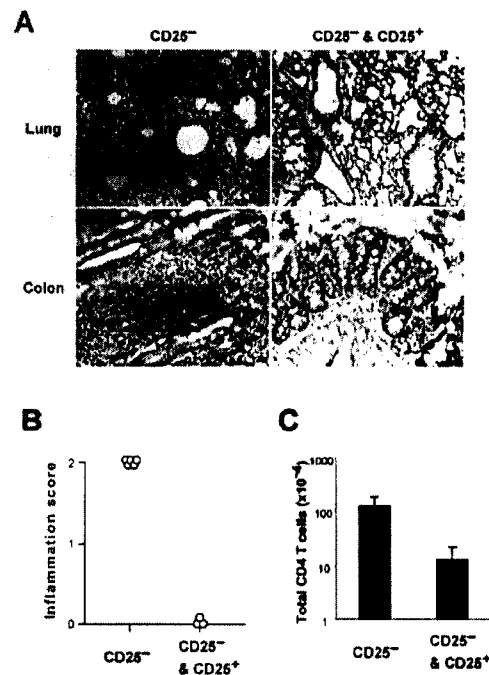 A
CD25⁻
CD25⁻ & CD25⁺
Lung
Colon
B
Inflammation score
2
1
0
CD25⁻
CD25⁻
& CD25⁺
C
Total CD4 T cells (x10⁻⁴)
1000
100
10
1
CD25⁻
CD25⁻
& CD25⁺